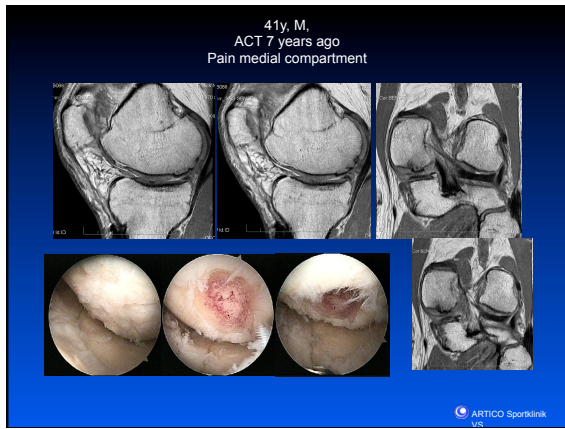 41y, M,
ACT 7 years ago
Pain medial compartment
ARTICO Sportklinik
VS